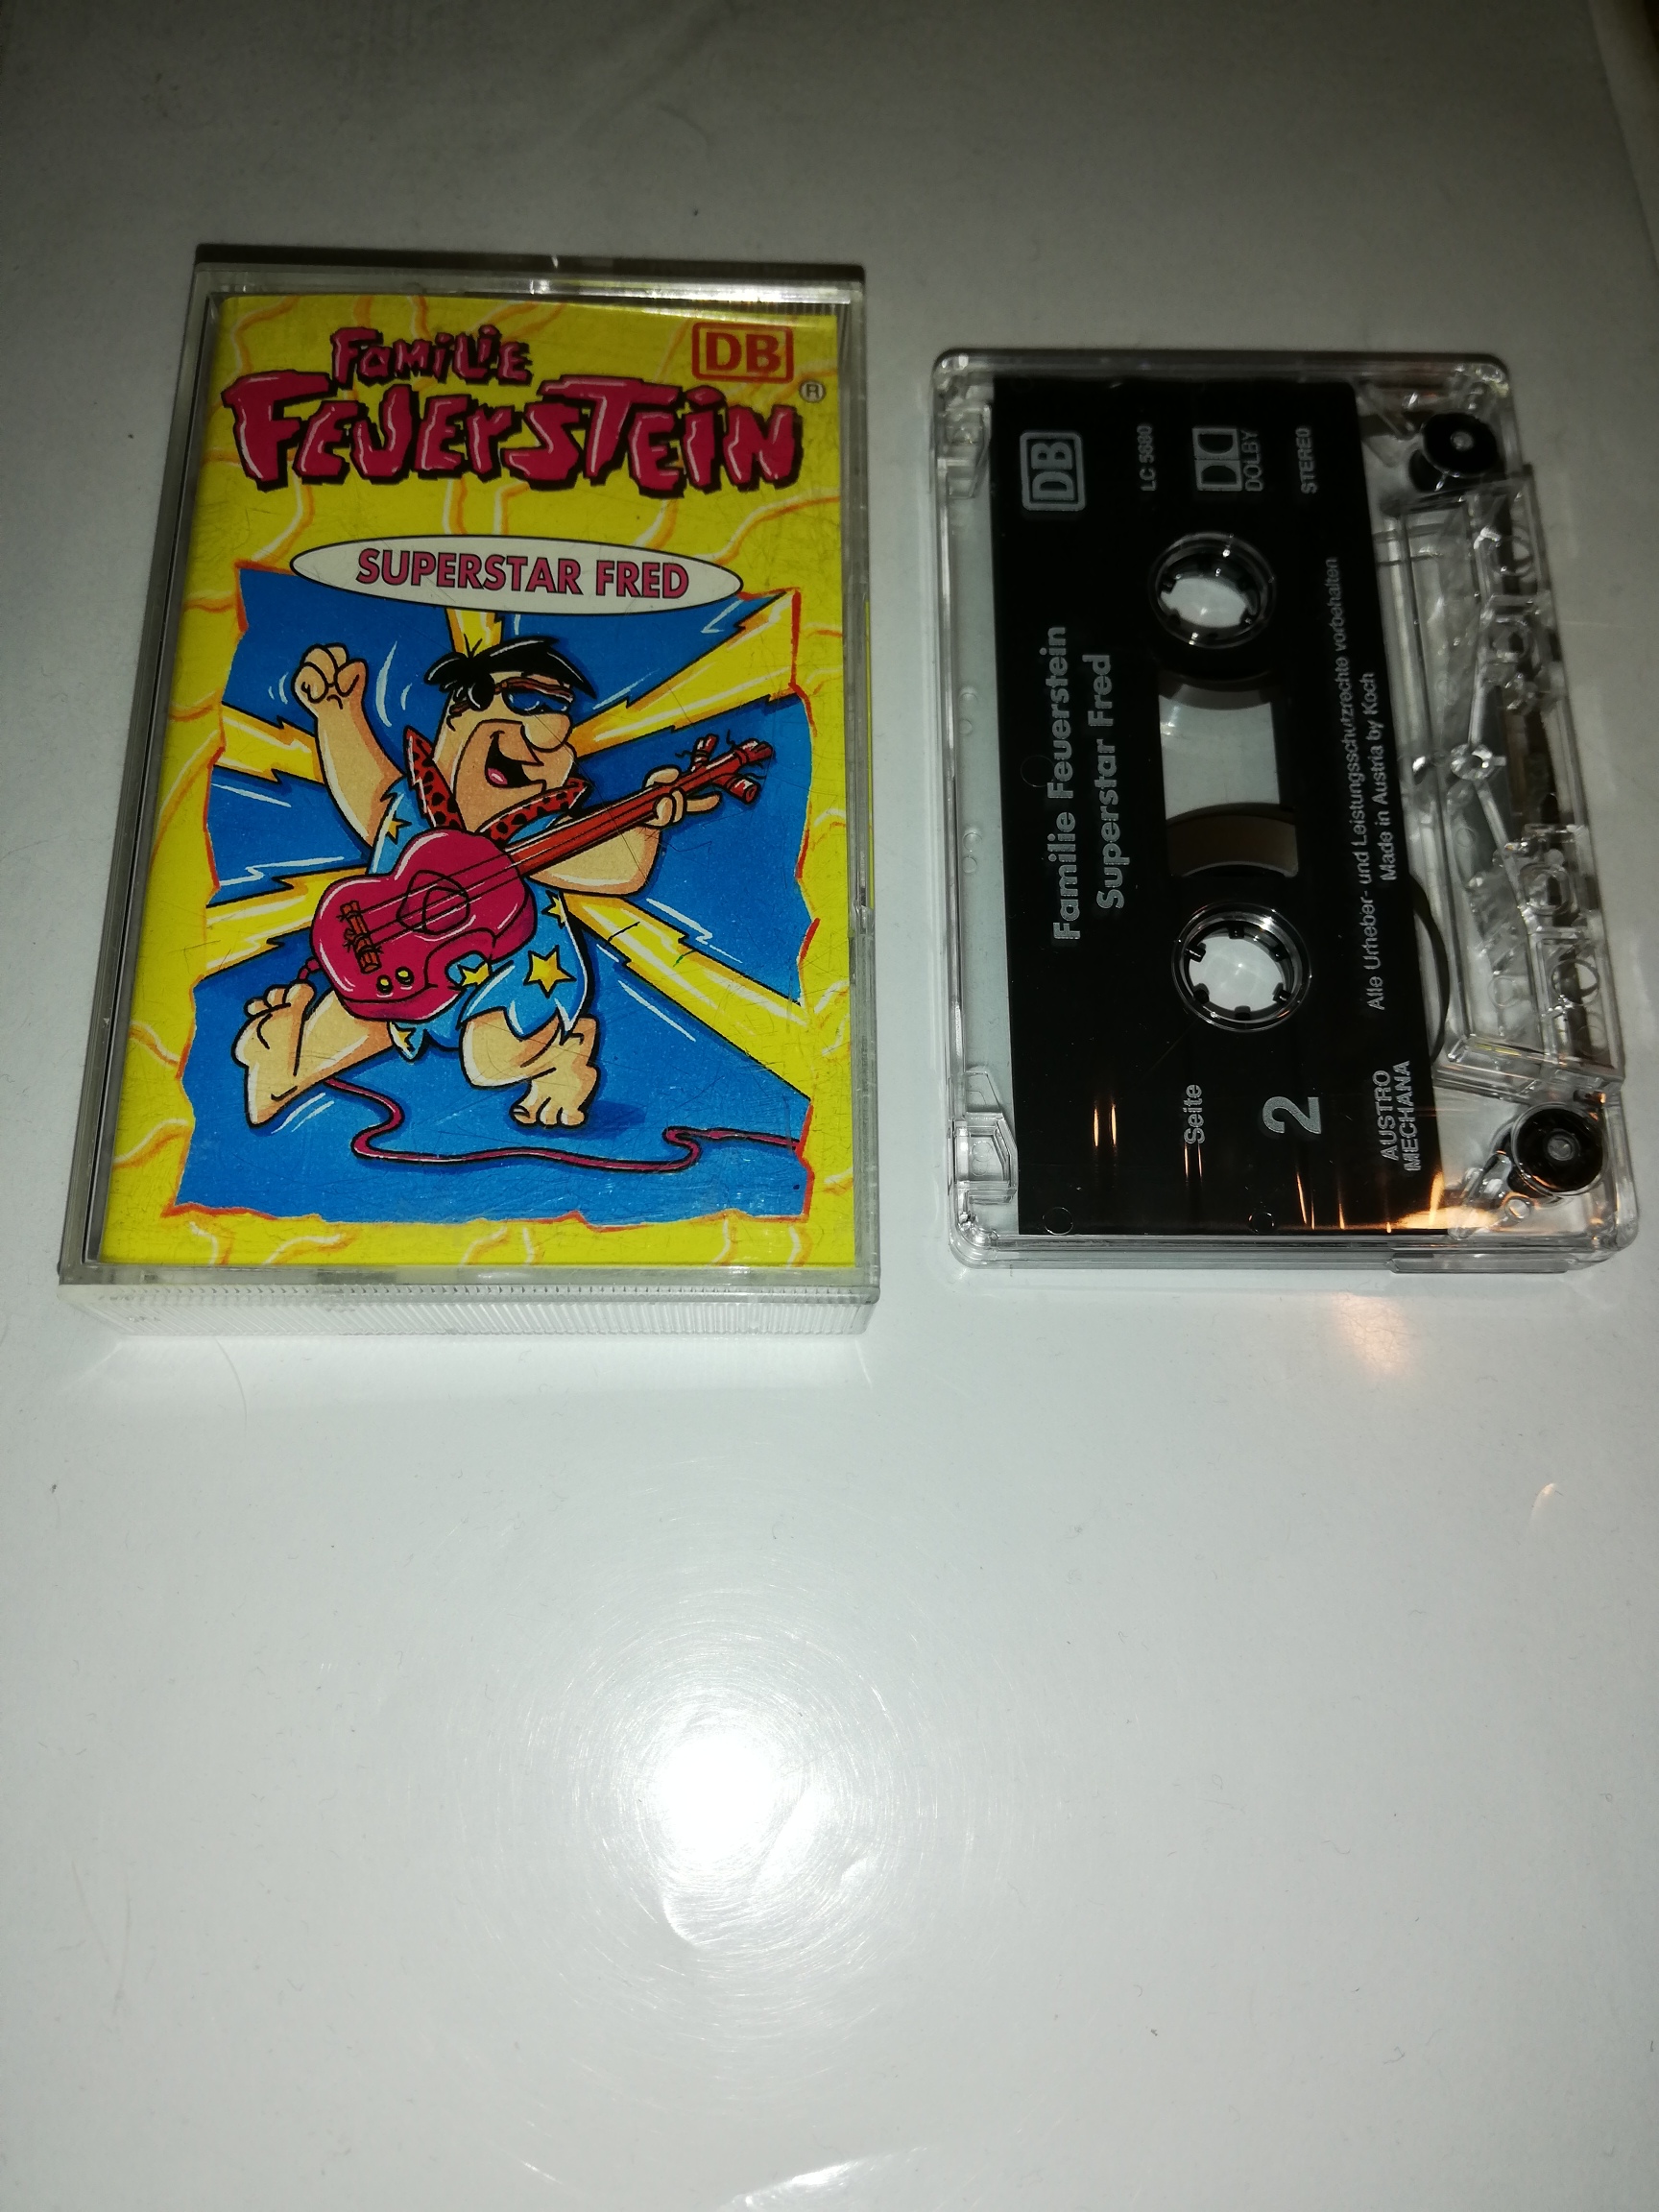 FAMILIE
FEUERSTEIN ®
DB
SUPERSTAR FRED
DB
LC 5680
DOLBY
STEREO
Familie Feuerstein
Superstar Fred
Seite
2
Alle Urheber- und Leistungsschutzrechte vorbehalten
Made in Austria by Koch
AUSTRO
MECHANA